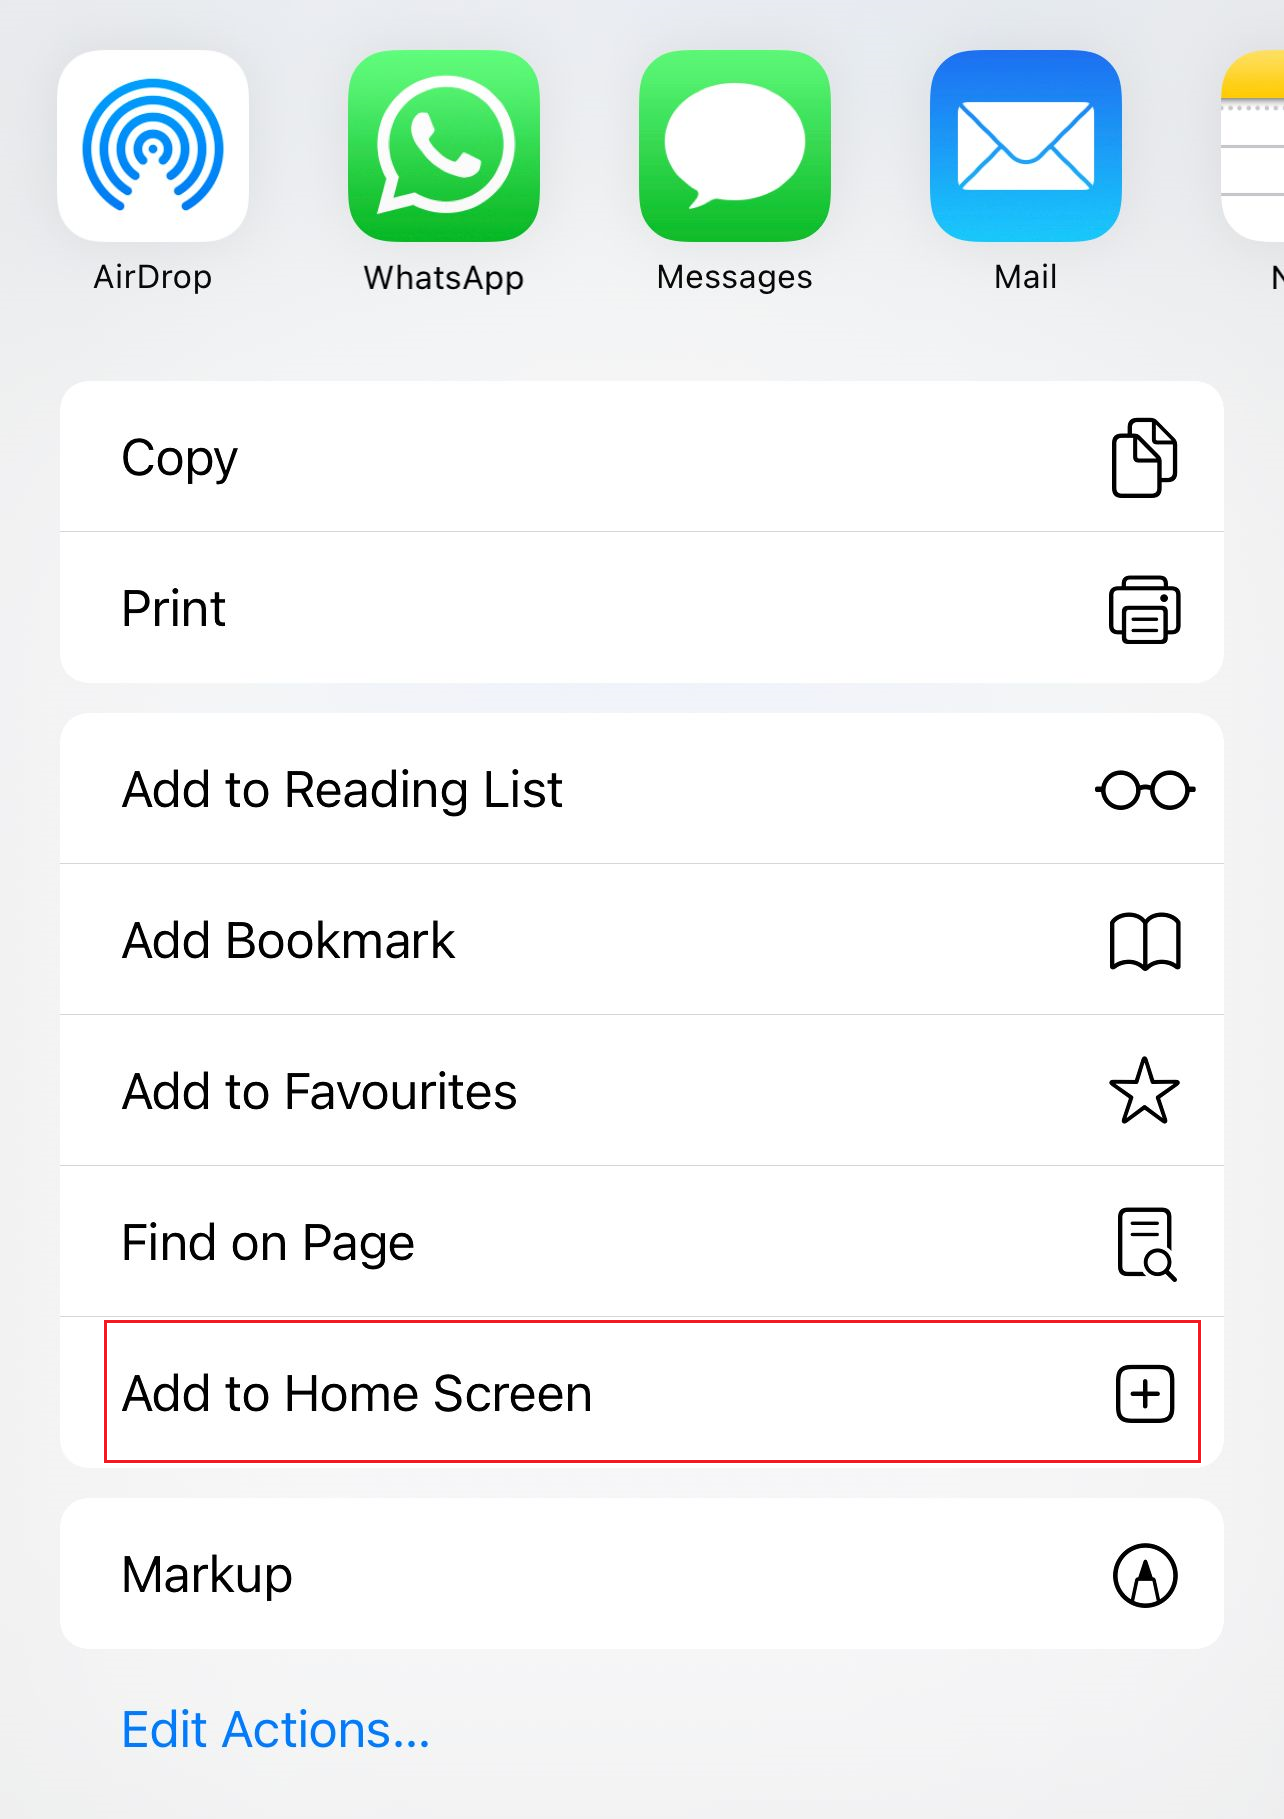 AirDrop
WhatsApp
Messages
Mail
Copy
Print
Add to Reading List
Add Bookmark
Add to Favourites
Find on Page
Add to Home Screen
Markup
Edit Actions...